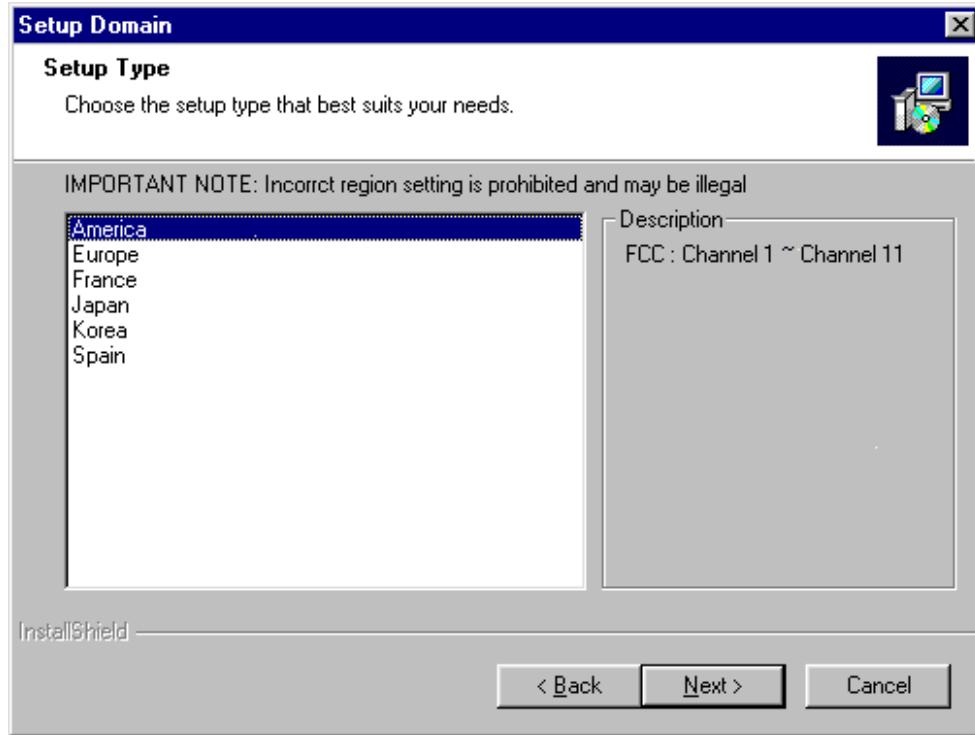 Setup Domain
Setup Type
Choose the setup type that best suits your needs.
IMPORTANT NOTE: Incorrct region setting is prohibited and may be illegal
America
Europe
France
Japan
Korea
Spain
Description
FCC : Channel 1 ~ Channel 11
InstallShield
< Back
Next >
Cancel